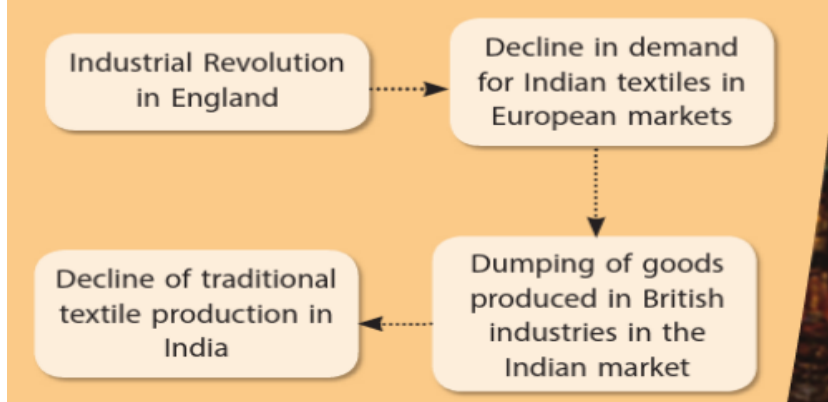 Industrial Revolution
in England
Decline in demand
for Indian textiles in
European markets
Dumping of goods
produced in British
industries in the
Indian market
Decline of traditional
textile production in
India